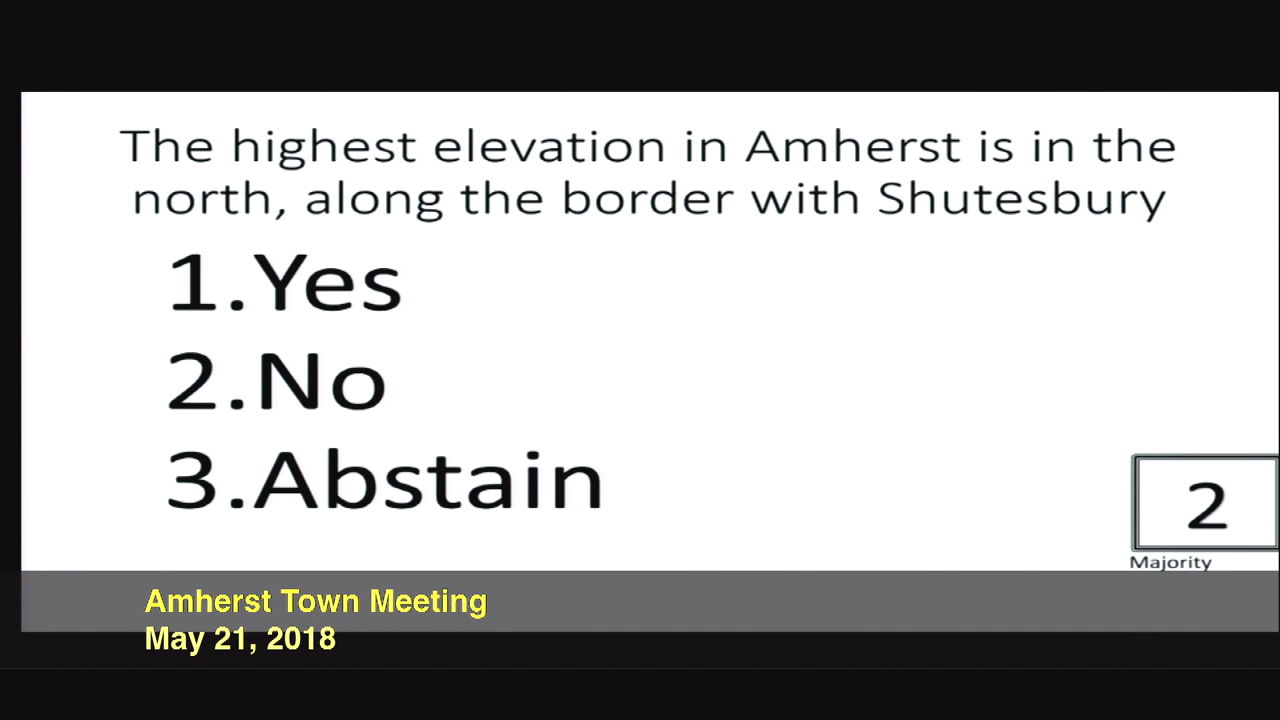 The highest elevation in Amherst is in the
north, along the border with Shutesbury
1.Yes
2.No
3.Abstain
2
Majority
Amherst Town Meeting
May 21, 2018